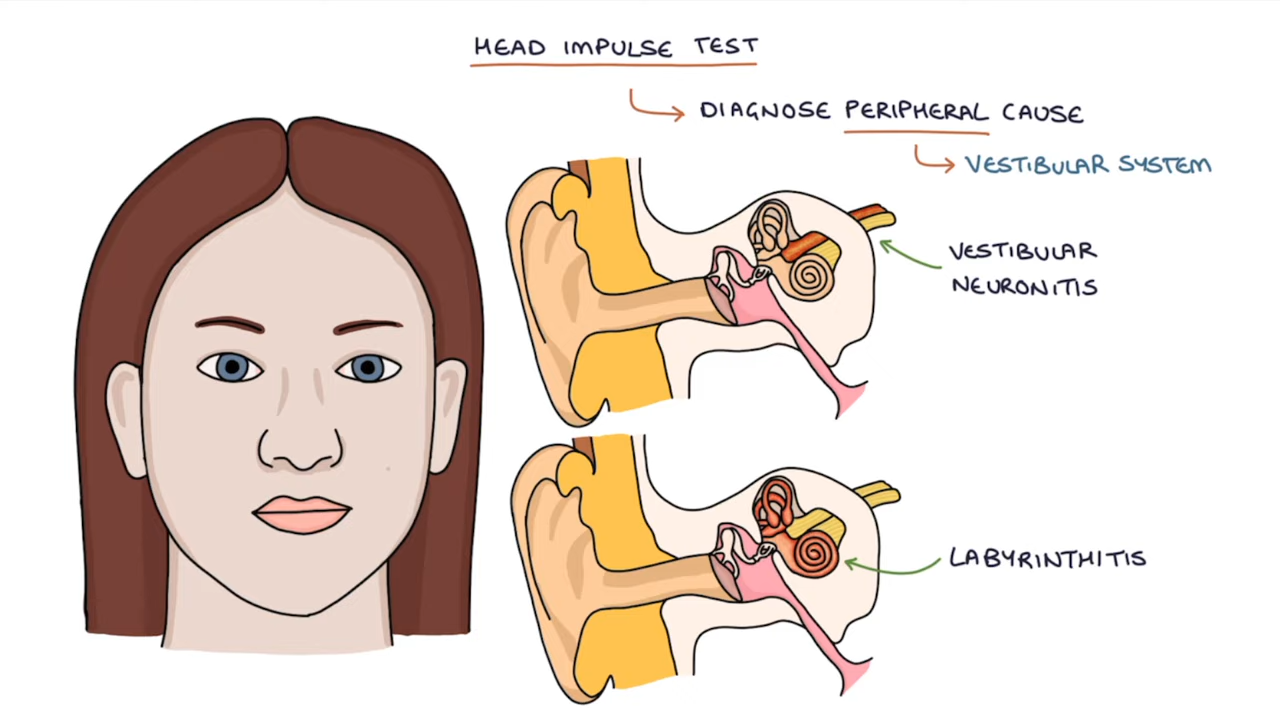 HEAD IMPULSE TEST
DIAGNOSE PERIPHERAL CAUSE
VESTIBULAR SYSTEM
VESTIBULAR
NEURONITIS
LABYRINTHITIS